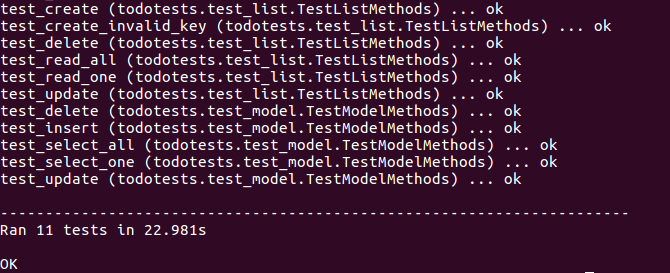 test_create (todotests.test_list.TestListMethods) ... ok
test_create_invalid_key (todotests.test_list.TestListMethods) ... ok
test_delete (todotests.test_list.TestListMethods) ... ok
test_read_all (todotests.test_list.TestListMethods) ... ok
test_read_one (todotests.test_list.TestListMethods) ... ok
test_update (todotests.test_list.TestListMethods) ... ok
test_delete (todotests.test_model.TestModelMethods) ... ok
test_insert (todotests.test_model.TestModelMethods) ... ok
test_select_all (todotests.test_model.TestModelMethods) ... ok
test_select_one (todotests.test_model.TestModelMethods) ... ok
test_update (todotests.test_model.TestModelMethods) ... ok
----------------------------------------------------------------------
Ran 11 tests in 22.981s
OK